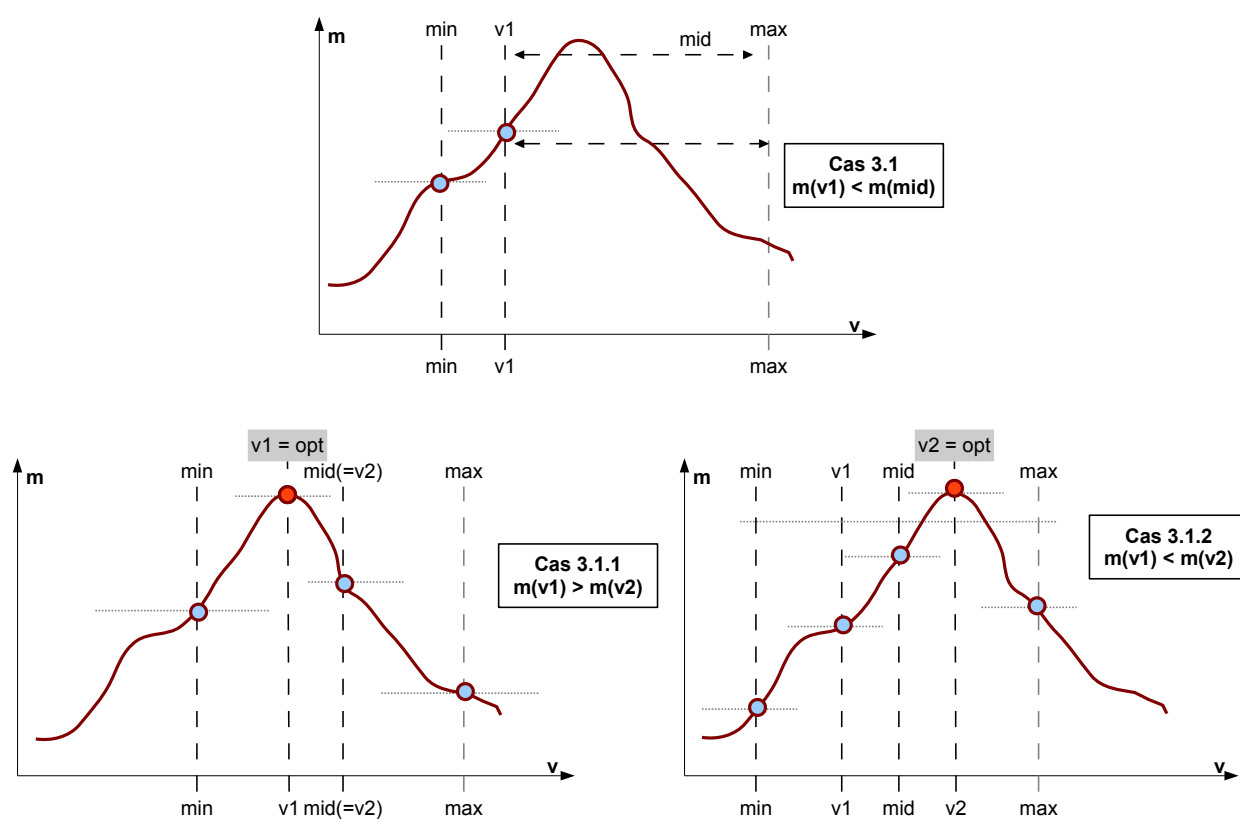 min v1 max
m mid
Cas 3.1
m(v1) < m(mid)
v
min v1 max
v1 = opt
min mid(=v2) max
m
Cas 3.1.1
m(v1) > m(v2)
v
min v1 mid(=v2) max
v2 = opt
min v1 mid max
m
Cas 3.1.2
m(v1) < m(v2)
v
min v1 mid v2 max